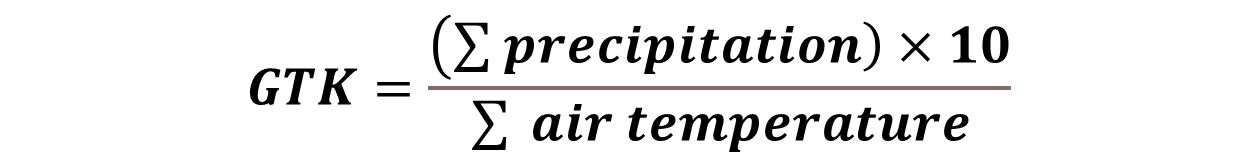 GTK = (∑ precipitation) × 10
∑ air temperature